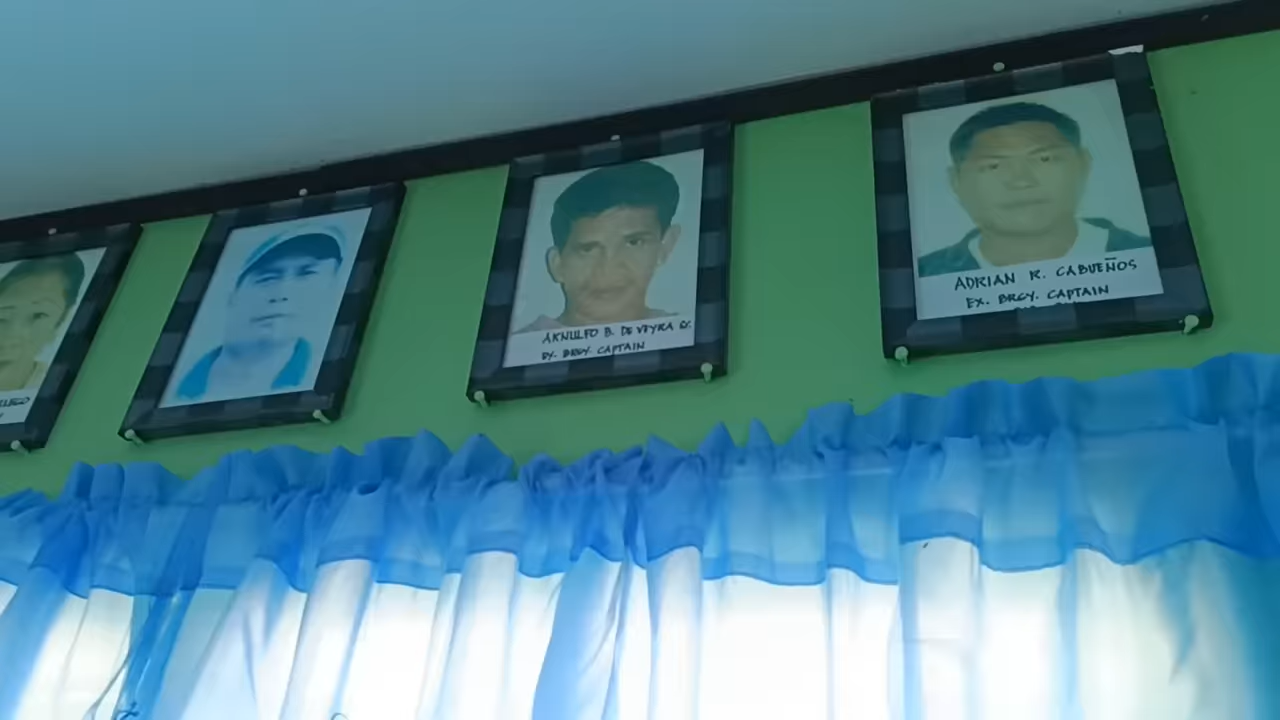 ARNULFO B. DE VEYRA Sr.
EX. BRGY. CAPTAIN
ADRIAN R. CABUEÑOS
EX. BRGY. CAPTAIN